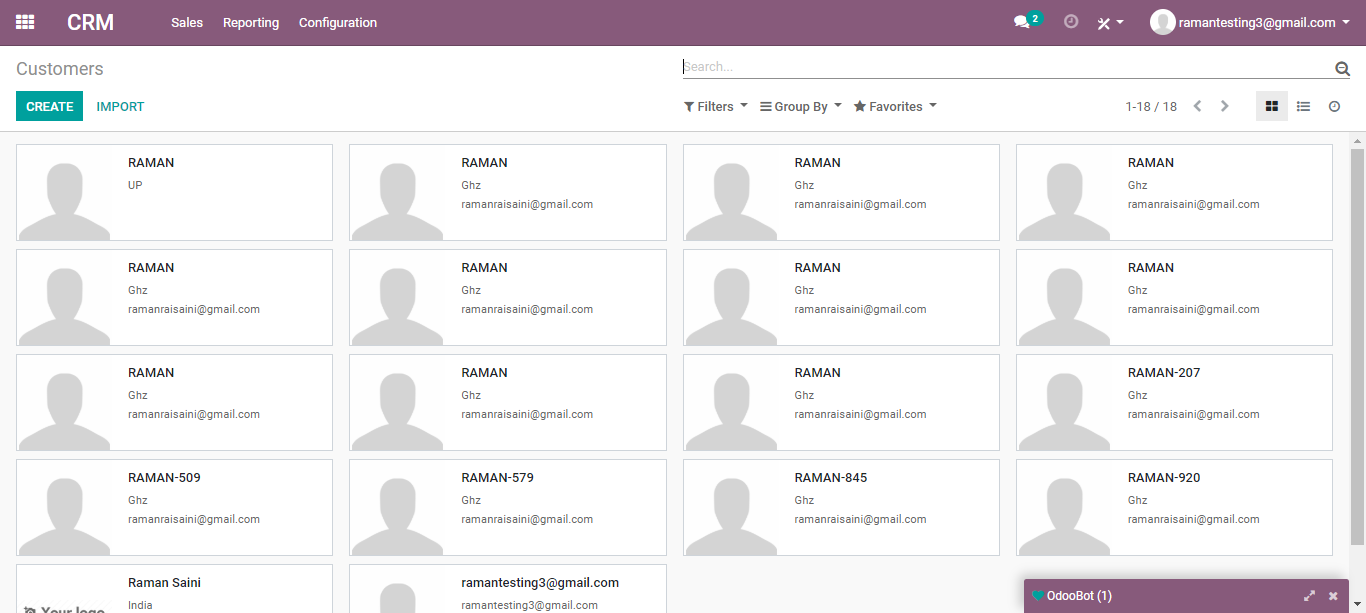 CRM Sales Reporting Configuration 2 ramantesting3@gmail.com
Customers Search...
CREATE IMPORT Filters Group By Favorites 1-18 / 18
RAMAN RAMAN RAMAN RAMAN
UP Ghz Ghz Ghz
ramanraisaini@gmail.com ramanraisaini@gmail.com ramanraisaini@gmail.com
RAMAN RAMAN RAMAN RAMAN
Ghz Ghz Ghz Ghz
ramanraisaini@gmail.com ramanraisaini@gmail.com ramanraisaini@gmail.com ramanraisaini@gmail.com
RAMAN RAMAN RAMAN RAMAN-207
Ghz Ghz Ghz Ghz
ramanraisaini@gmail.com ramanraisaini@gmail.com ramanraisaini@gmail.com ramanraisaini@gmail.com
RAMAN-509 RAMAN-579 RAMAN-845 RAMAN-920
Ghz Ghz Ghz Ghz
ramanraisaini@gmail.com ramanraisaini@gmail.com ramanraisaini@gmail.com ramanraisaini@gmail.com
Raman Saini ramantesting3@gmail.com
India ramantesting3@gmail.com
Your logo
OdooBot (1)